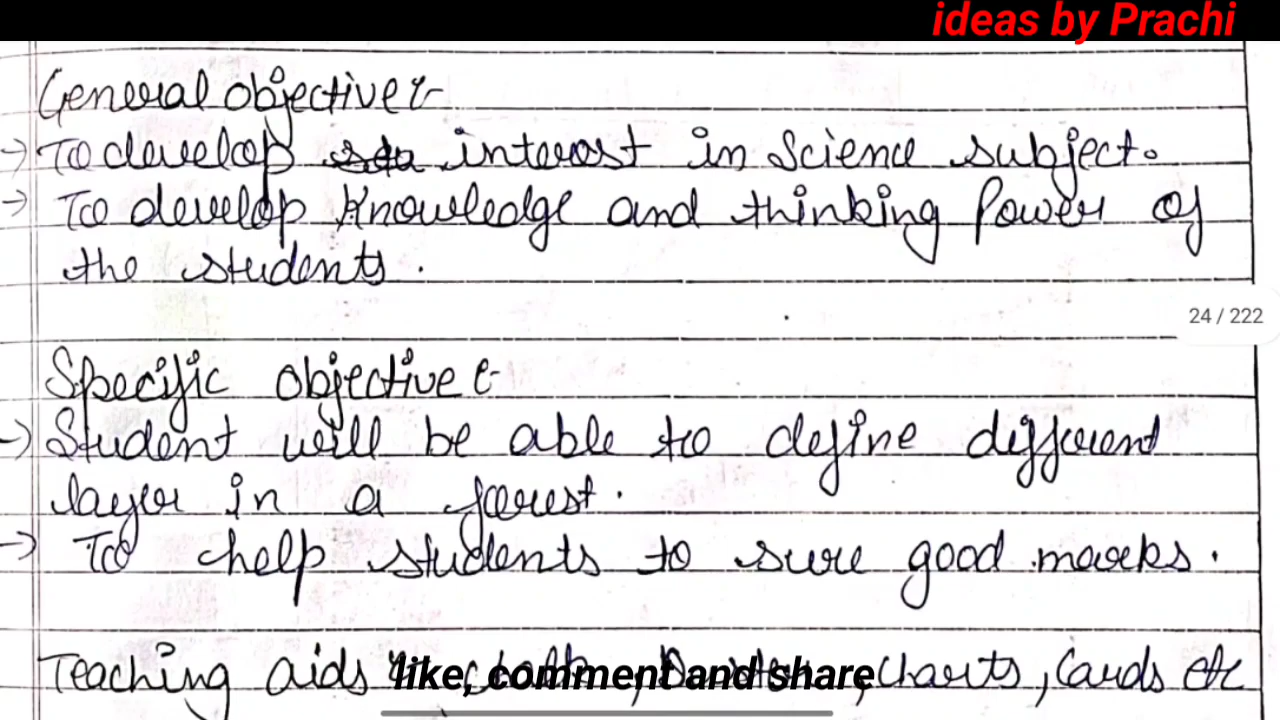 ideas by Prachi
General objective :-
→ To develop interost in Science subject.
→ To develop Knowledge and thinking Power of
the students.
24 / 222
Specific objective :-
→ Student will be able to define different
layer in a forest.
→ To help students to sure good marks.
Teaching aids :- charts, Cards etc
like, comment and share